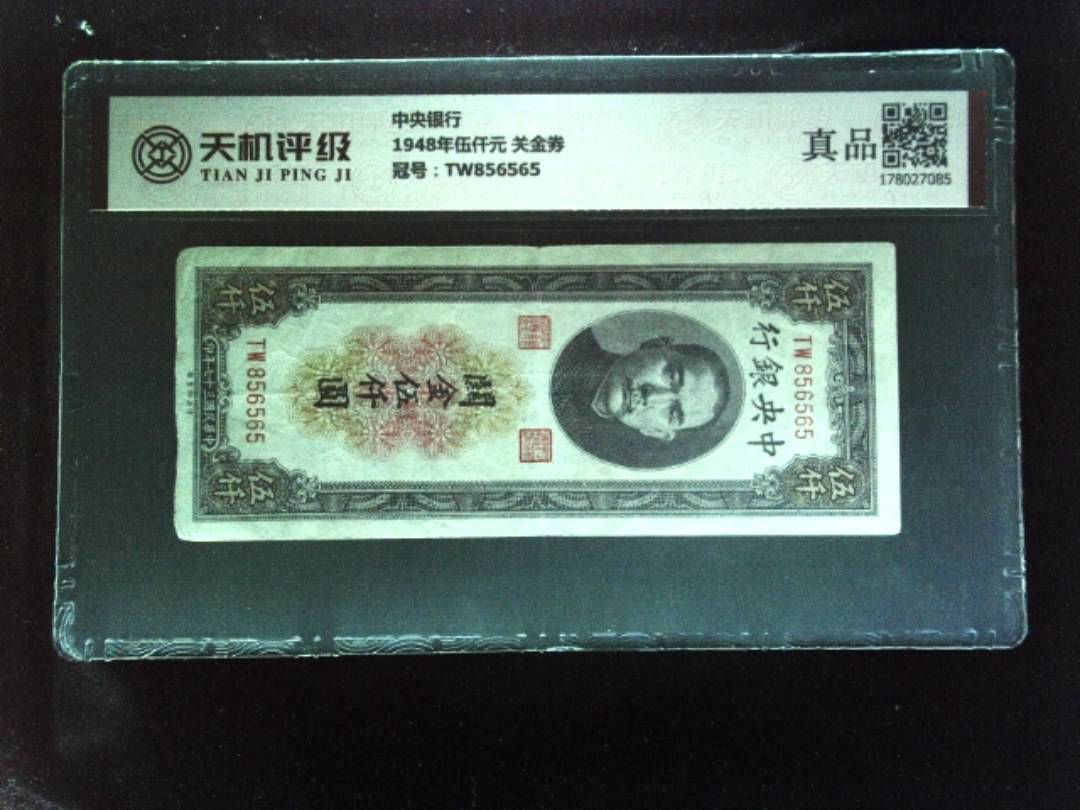 天机评级
TIAN JI PING JI
中央银行
1948年伍仟元 关金券
冠号：TW856565
真品
178027085
中央銀行
TW856565
關金伍仟圓
TW856565
伍仟
伍仟
伍仟
伍仟